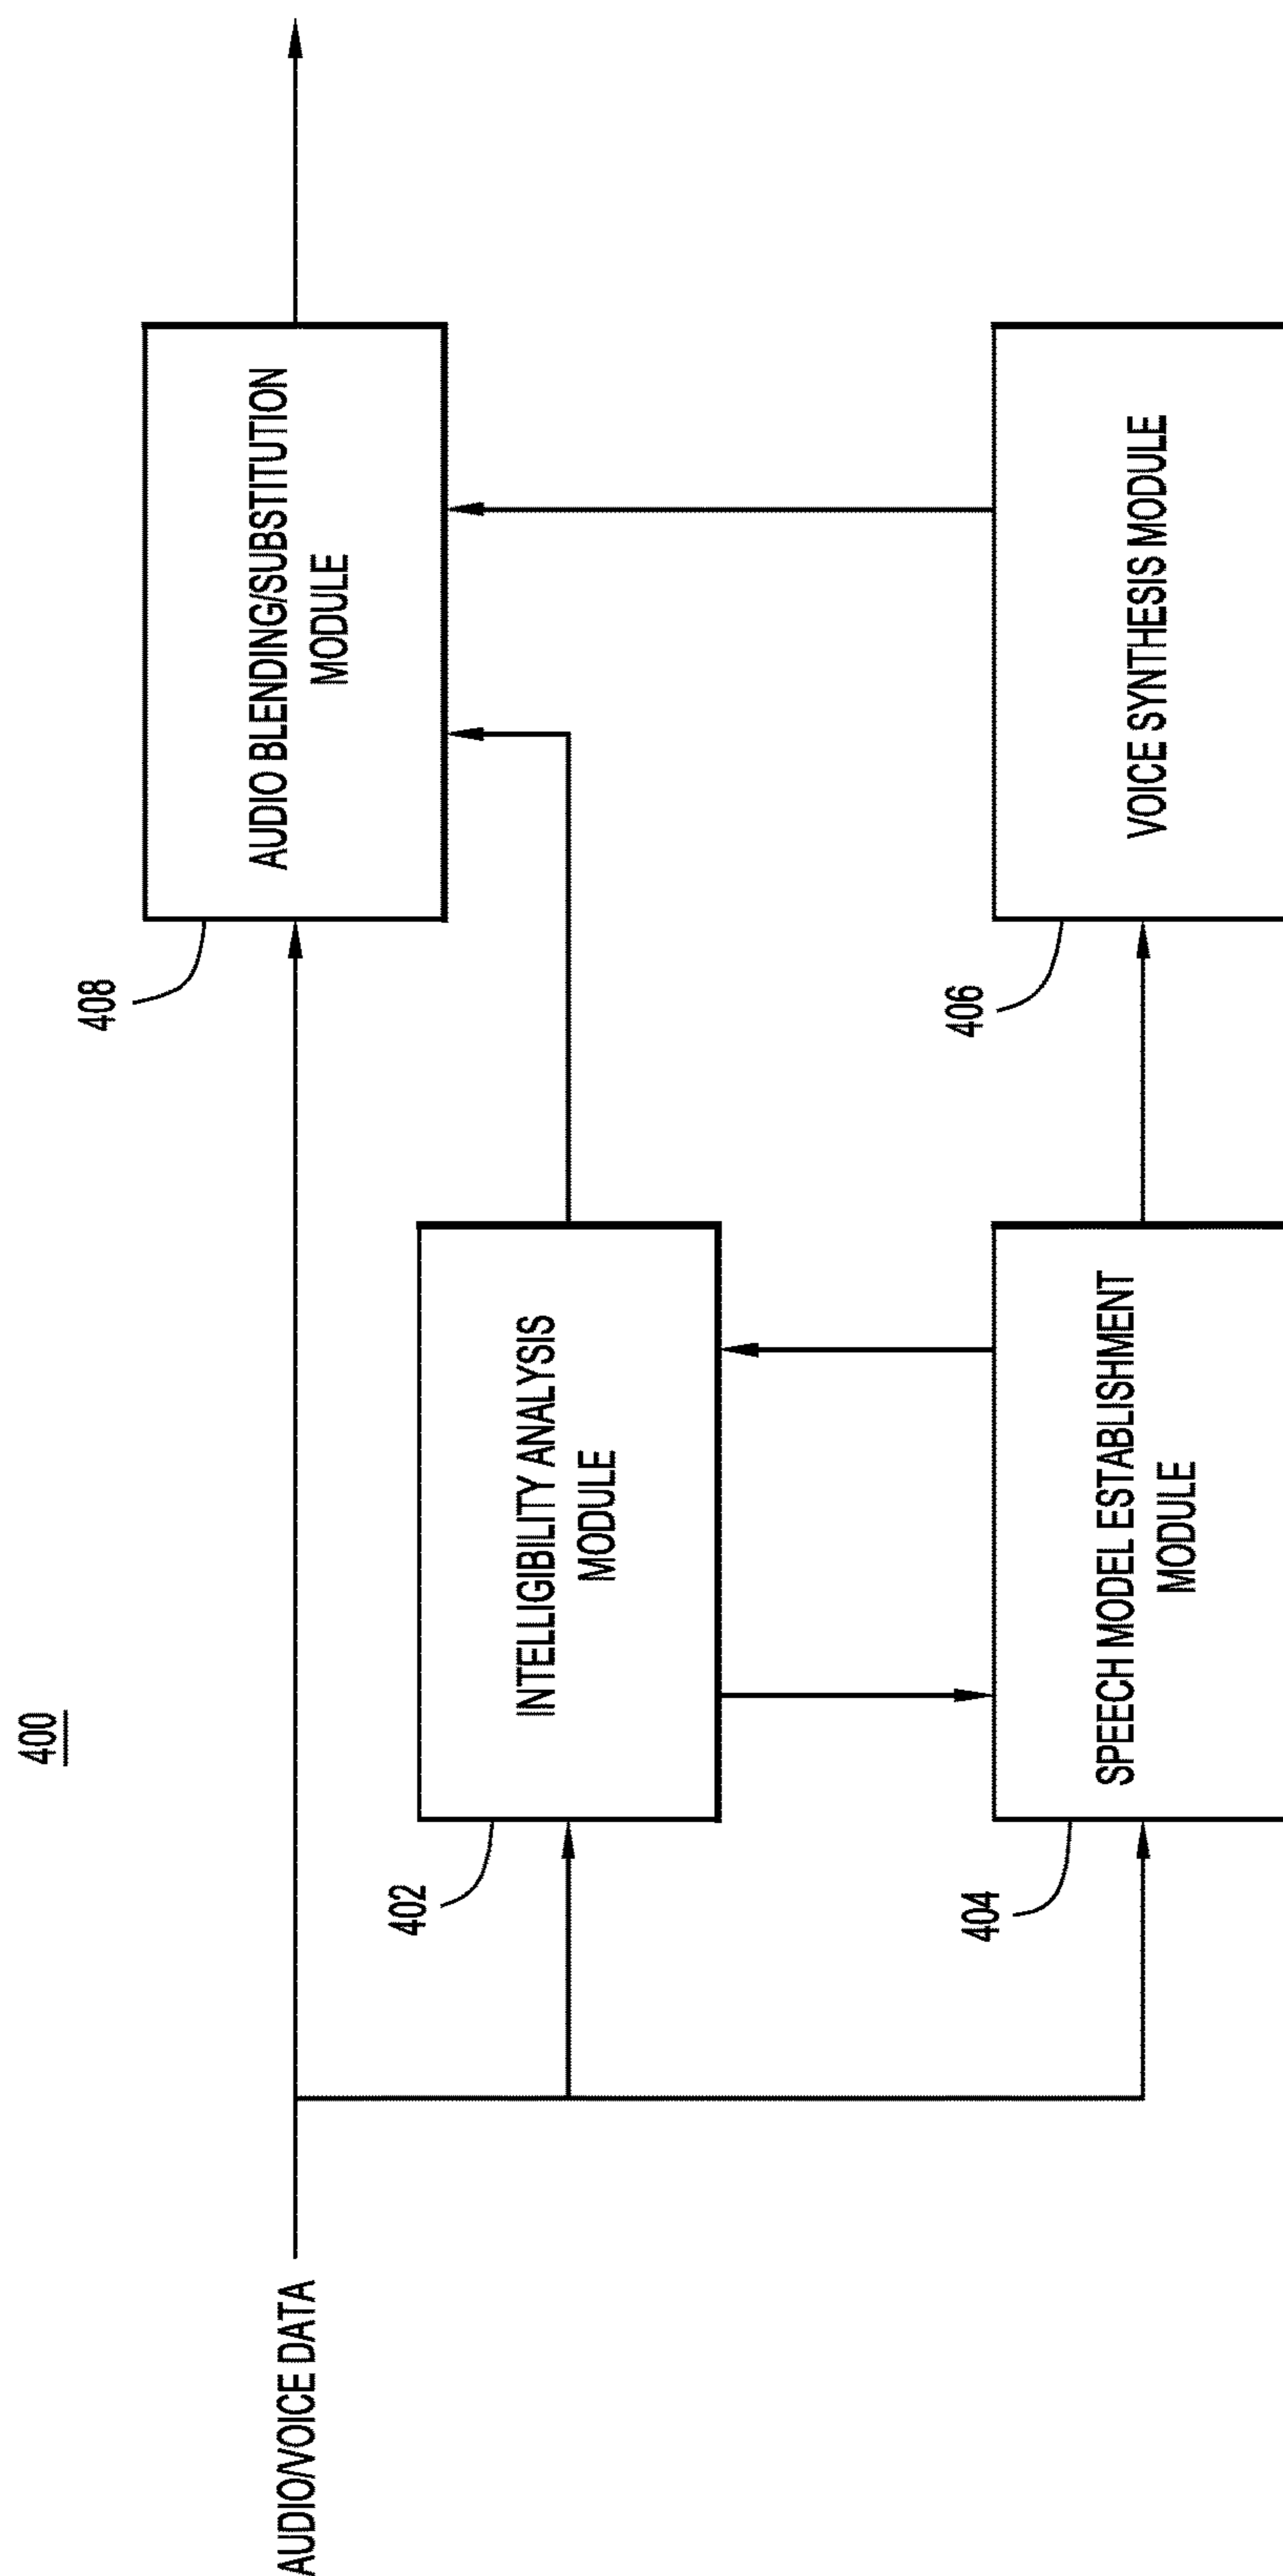 400
AUDIO/VOICE DATA
408
AUDIO BLENDING/SUBSTITUTION
MODULE
402
INTELLIGIBILITY ANALYSIS
MODULE
404
SPEECH MODEL ESTABLISHMENT
MODULE
406
VOICE SYNTHESIS MODULE